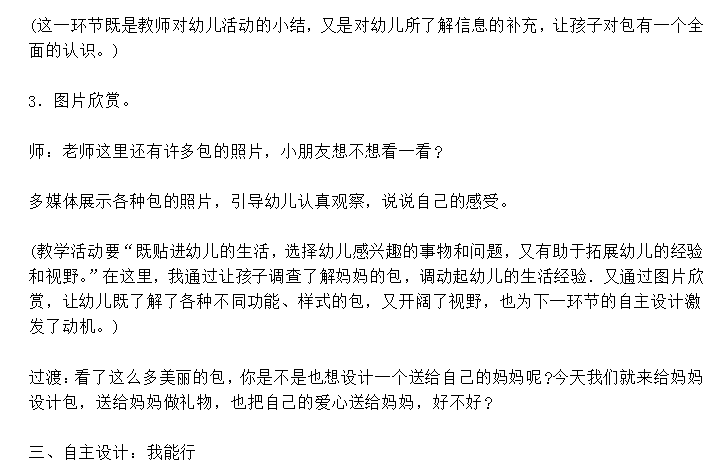 (这一环节既是教师对幼儿活动的小结，又是对幼儿所了解信息的补充，让孩子对包有一个全
面的认识。)
3．图片欣赏。
师：老师这里还有许多包的照片，小朋友想不想看一看?
多媒体展示各种包的照片，引导幼儿认真观察，说说自己的感受。
(教学活动要“既贴进幼儿的生活，选择幼儿感兴趣的事物和问题，又有助于拓展幼儿的经验
和视野。”在这里，我通过让孩子调查了解妈妈的包，调动起幼儿的生活经验．又通过图片欣
赏，让幼儿既了解了各种不同功能、样式的包，又开阔了视野，也为下一环节的自主设计激
发了动机。)
过渡：看了这么多美丽的包，你是不是也想设计一个送给自己的妈妈呢?今天我们就来给妈妈
设计包，送给妈妈做礼物，也把自己的爱心送给妈妈，好不好?
三、自主设计：我能行